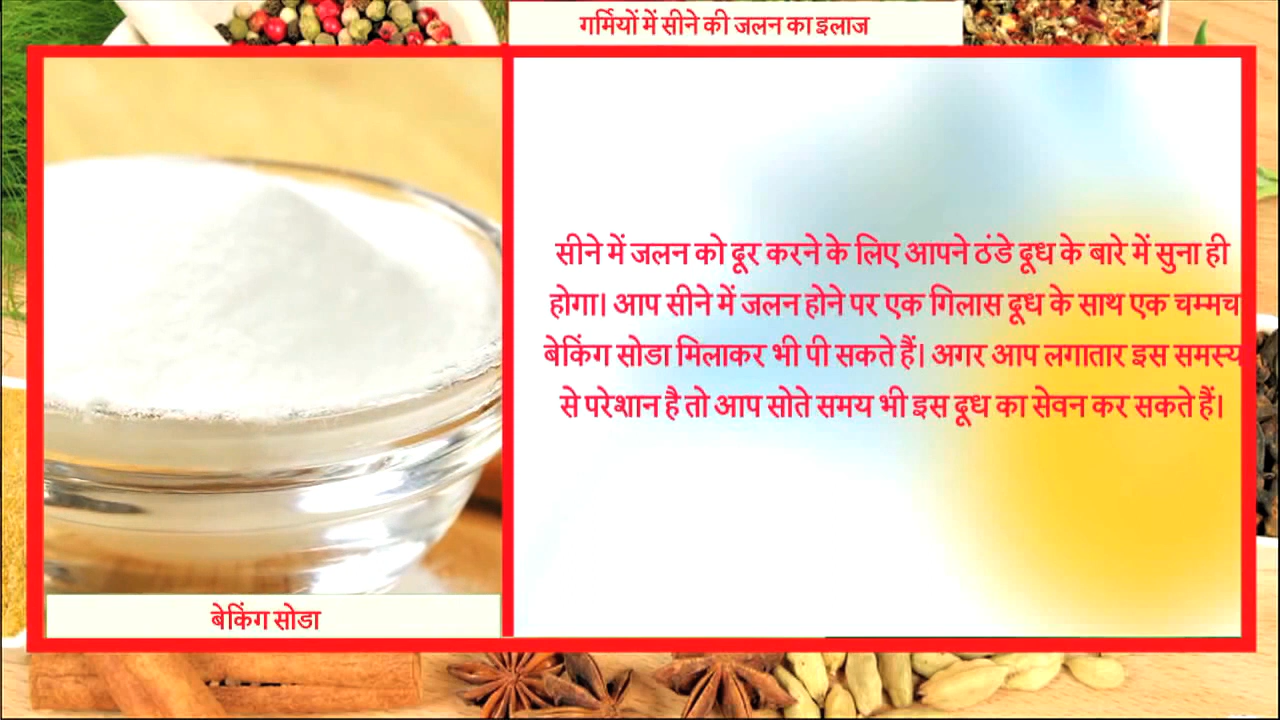 गर्मियों में सीने की जलन का इलाज
सीने में जलन को दूर करने के लिए आपने ठंडे दूध के बारे में सुना ही
होगा। आप सीने में जलन होने पर एक गिलास दूध के साथ एक चम्मच
बेकिंग सोडा मिलाकर भी पी सकते हैं। अगर आप लगातार इस समस्य
से परेशान है तो आप सोते समय भी इस दूध का सेवन कर सकते हैं।
बेकिंग सोडा